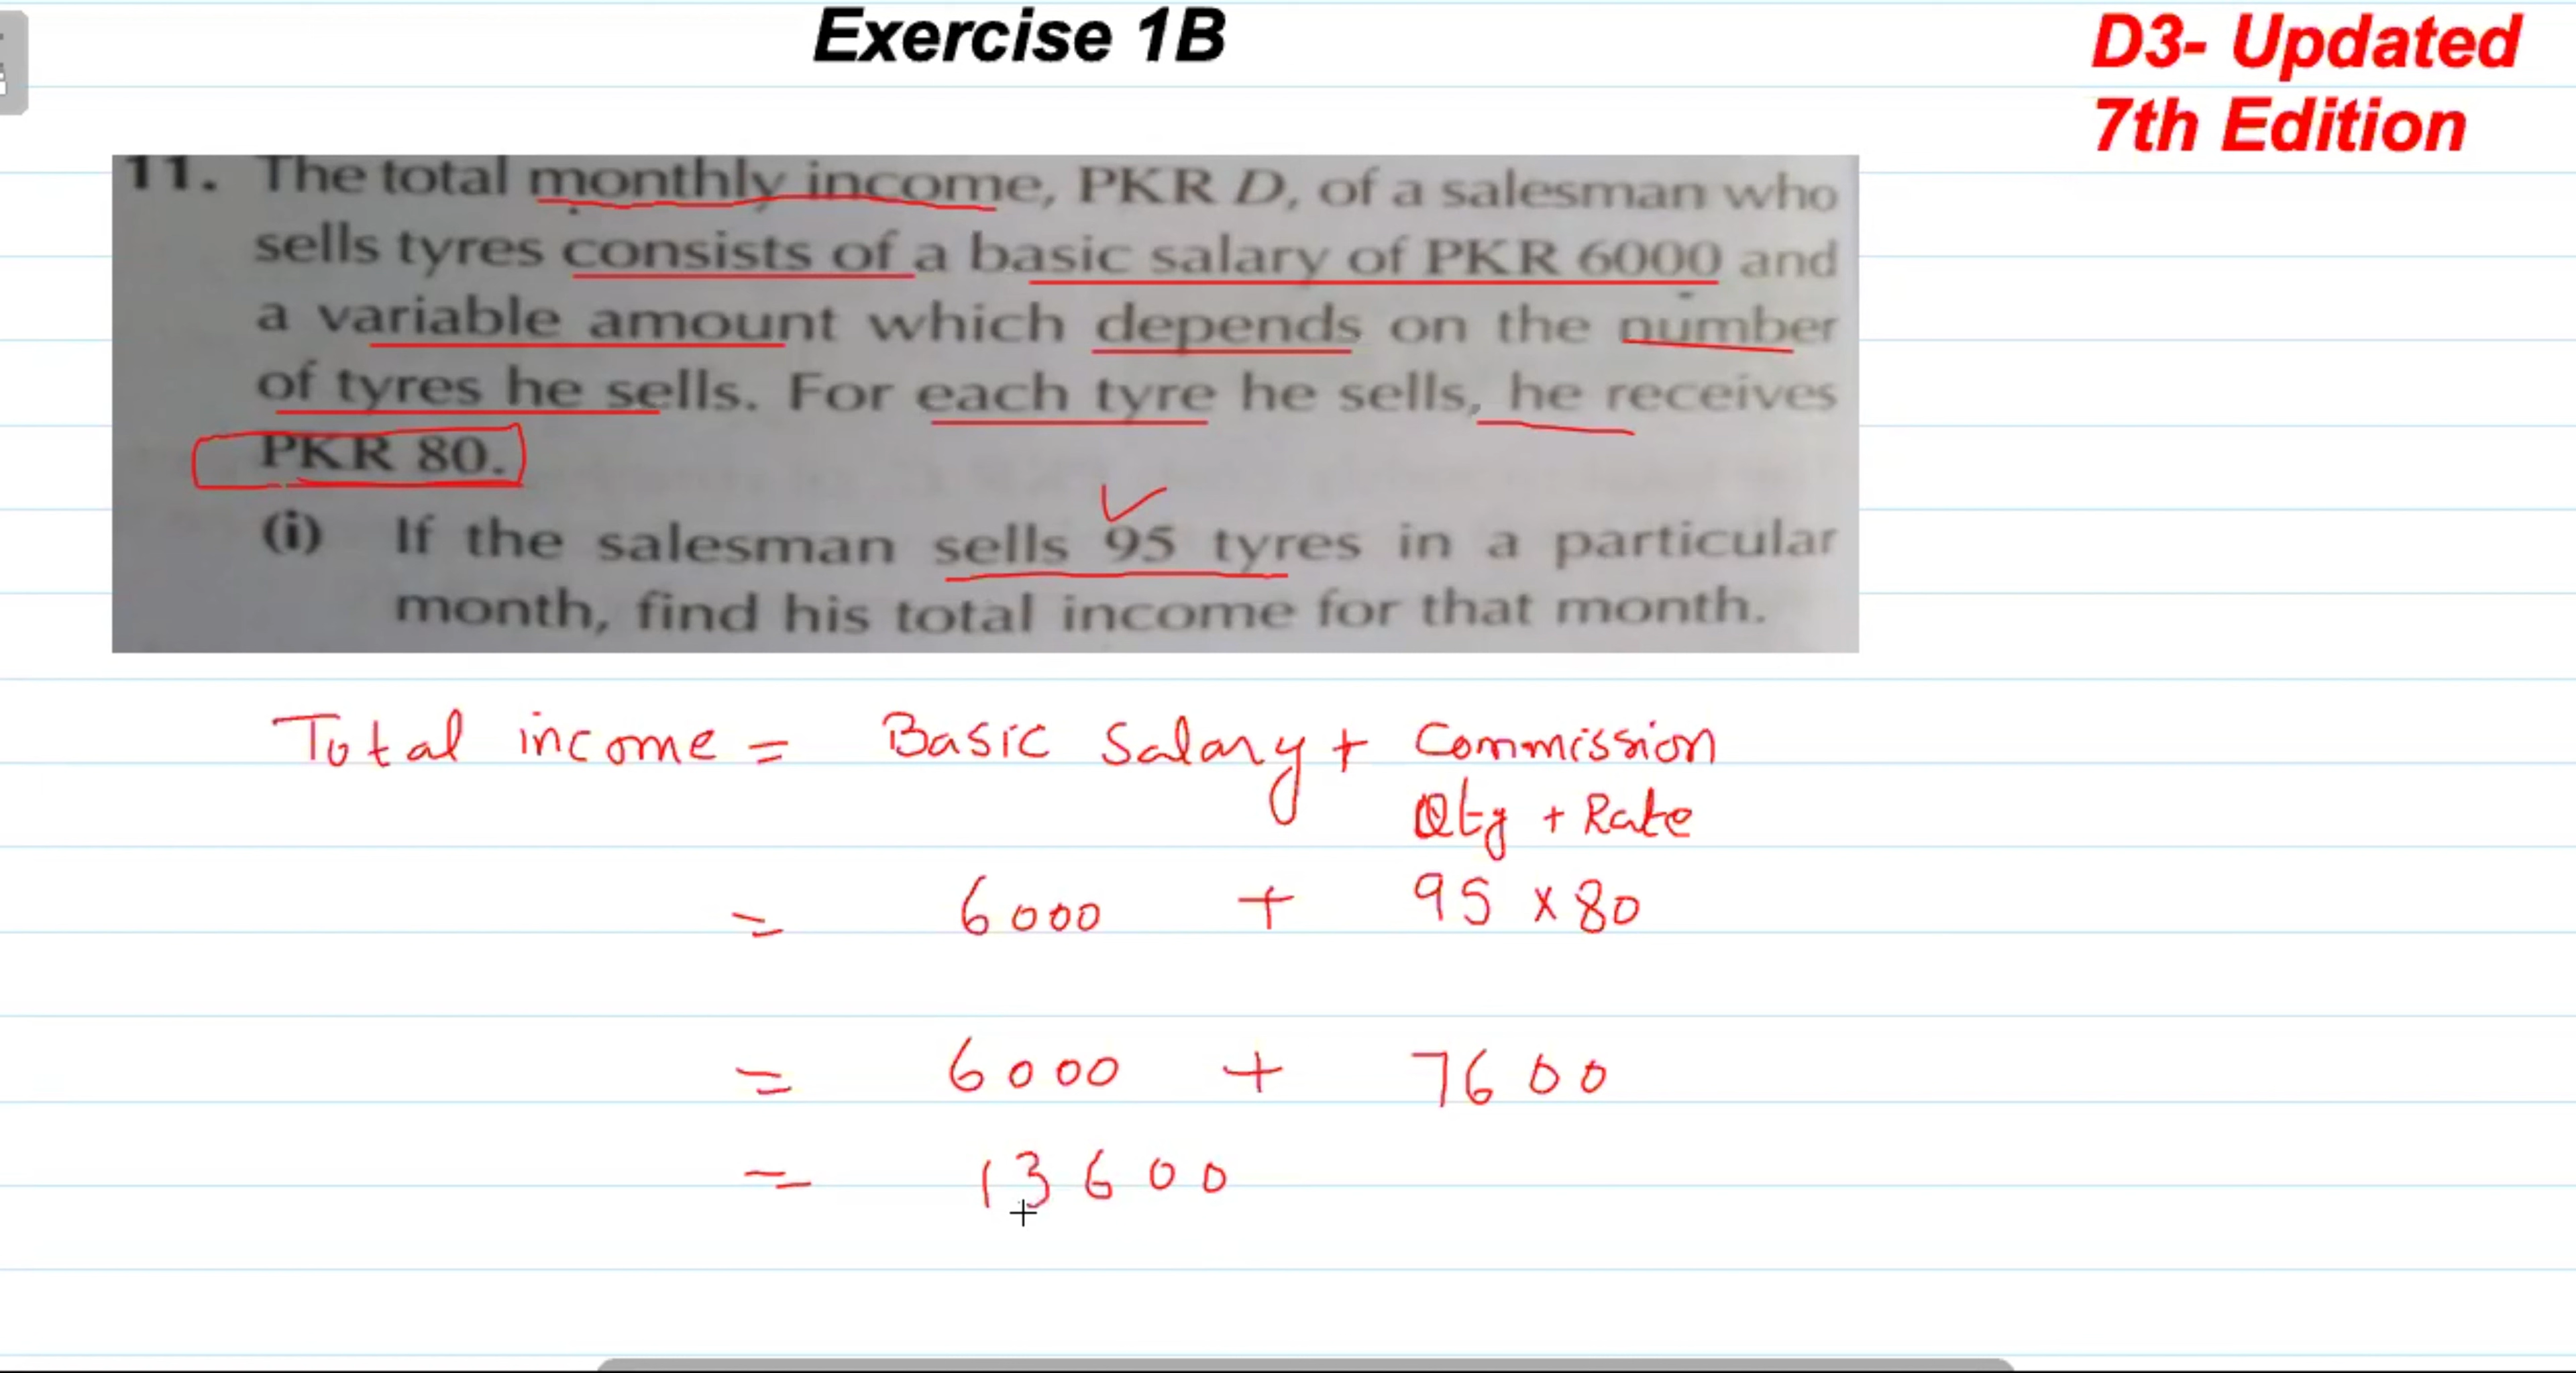 Exercise 1B
D3- Updated
7th Edition
11. The total monthly income, PKR D, of a salesman who
sells tyres consists of a basic salary of PKR 6000 and
a variable amount which depends on the number
of tyres he sells. For each tyre he sells, he receives
PKR 80.
(i) If the salesman sells 95 tyres in a particular
month, find his total income for that month.
Total income = Basic Salary + Commission
Qty + Rate
= 6000 + 95 x 80
= 6000 + 7600
= 13600